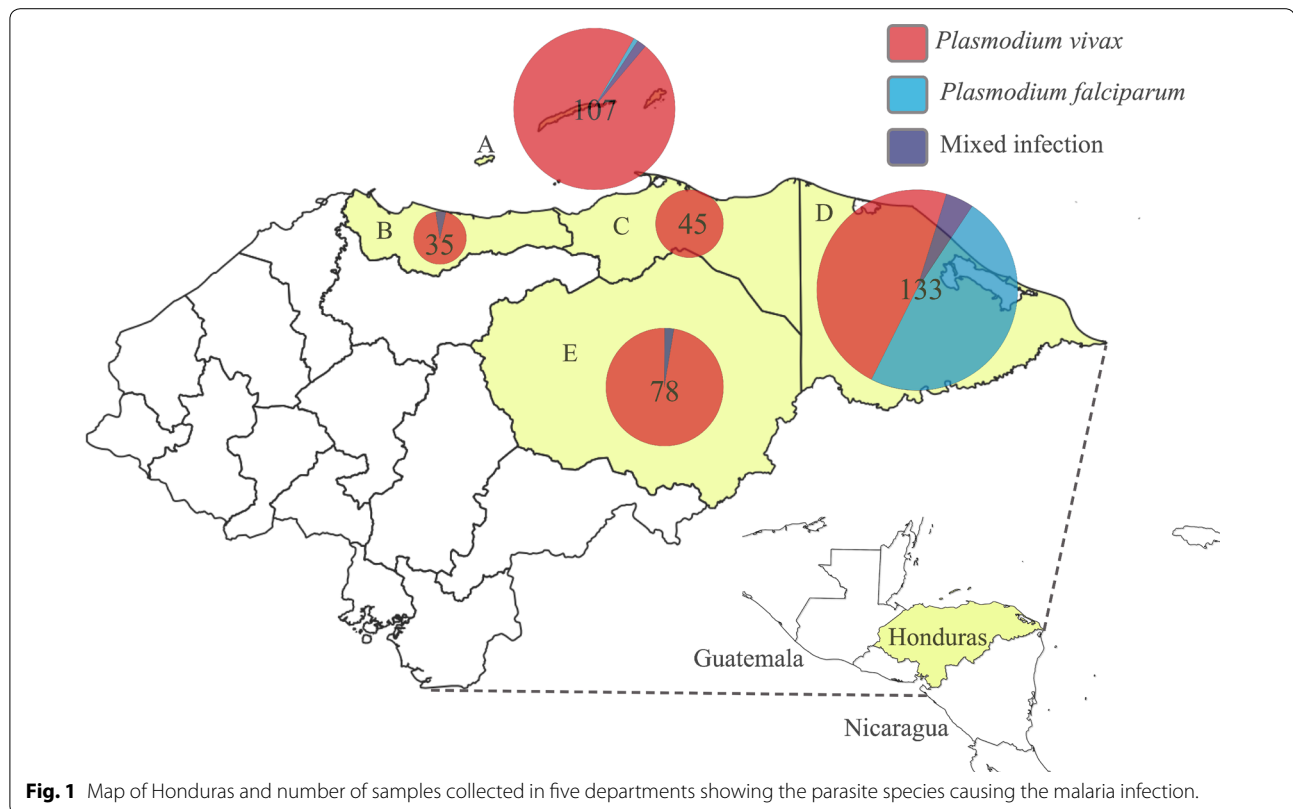 Plasmodium vivax
Plasmodium falciparum
Mixed infection
107
A
B
35
C
45
D
133
E
78
Honduras
Guatemala
Nicaragua
Fig. 1 Map of Honduras and number of samples collected in five departments showing the parasite species causing the malaria infection.